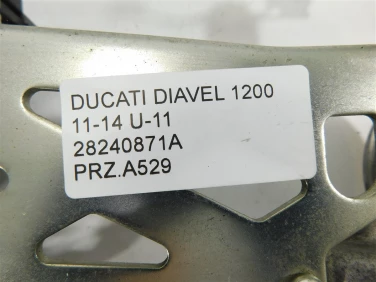 DUCATI DIAVEL 1200
11-14 U-11
28240871A
PRZ.A529